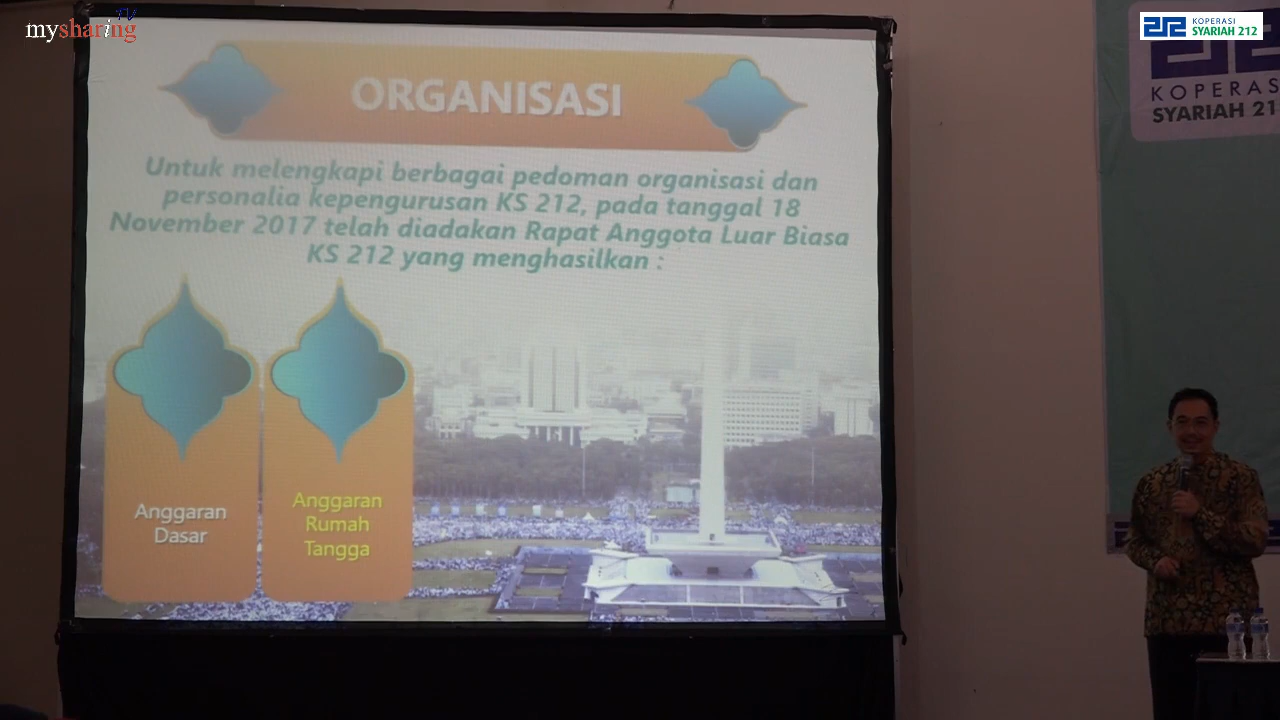 mysharing TV
KOPERASI
SYARIAH 212
KOPERAS
SYARIAH 21
ORGANISASI
Untuk melengkapi berbagai pedoman organisasi dan
personalia kepengurusan KS 212, pada tanggal 18
November 2017 telah diadakan Rapat Anggota Luar Biasa
KS 212 yang menghasilkan :
Anggaran
Dasar
Anggaran
Rumah
Tangga